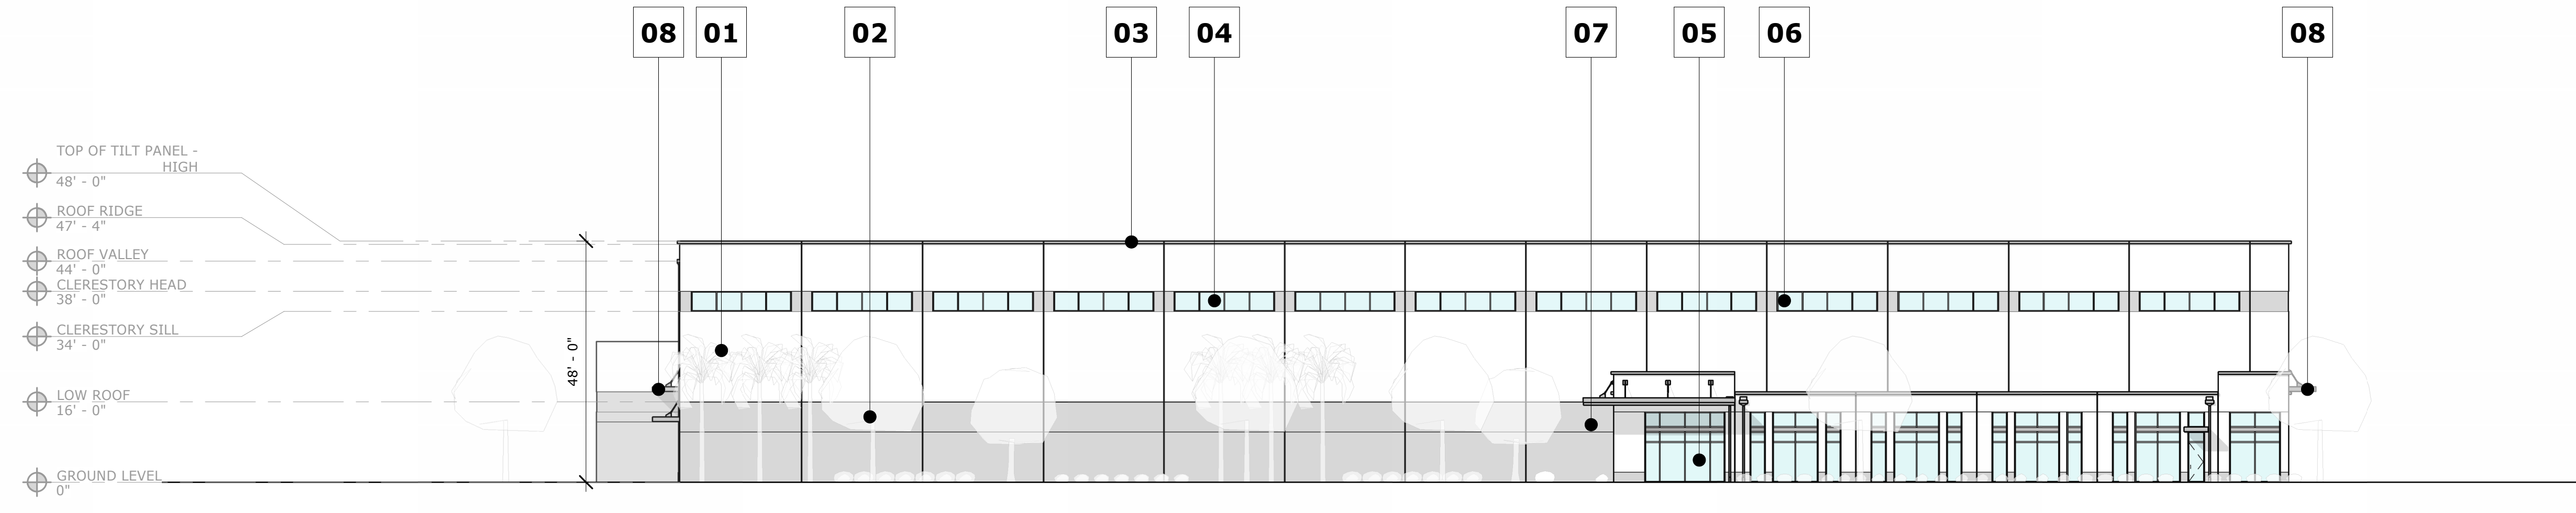 08
01
02
03
04
07
05
06
08
TOP OF TILT PANEL -
HIGH
48' - 0"
ROOF RIDGE
47' - 4"
ROOF VALLEY
44' - 0"
CLERESTORY HEAD
38' - 0"
CLERESTORY SILL
34' - 0"
LOW ROOF
16' - 0"
GROUND LEVEL
0"
48' - 0"